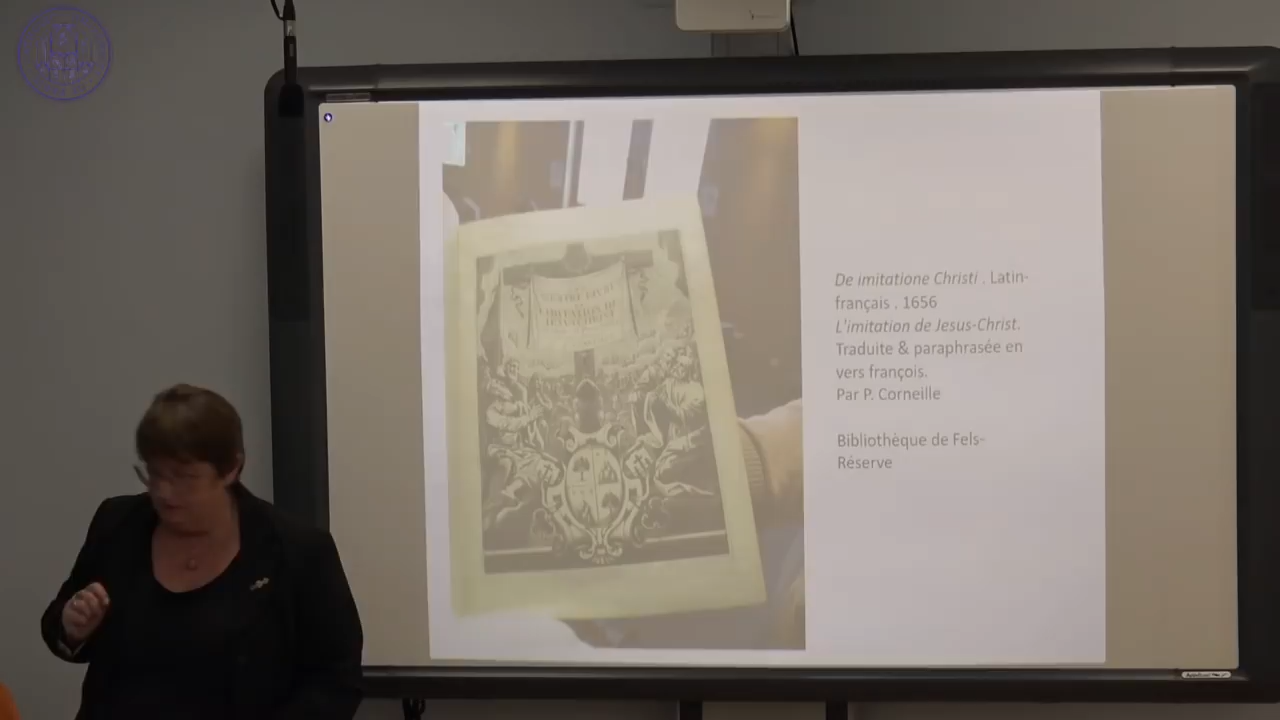 De imitatione Christi . Latin-
français . 1656
L'imitation de Jesus-Christ.
Traduite & paraphrasée en
vers françois.
Par P. Corneille
Bibliothèque de Fels-
Réserve